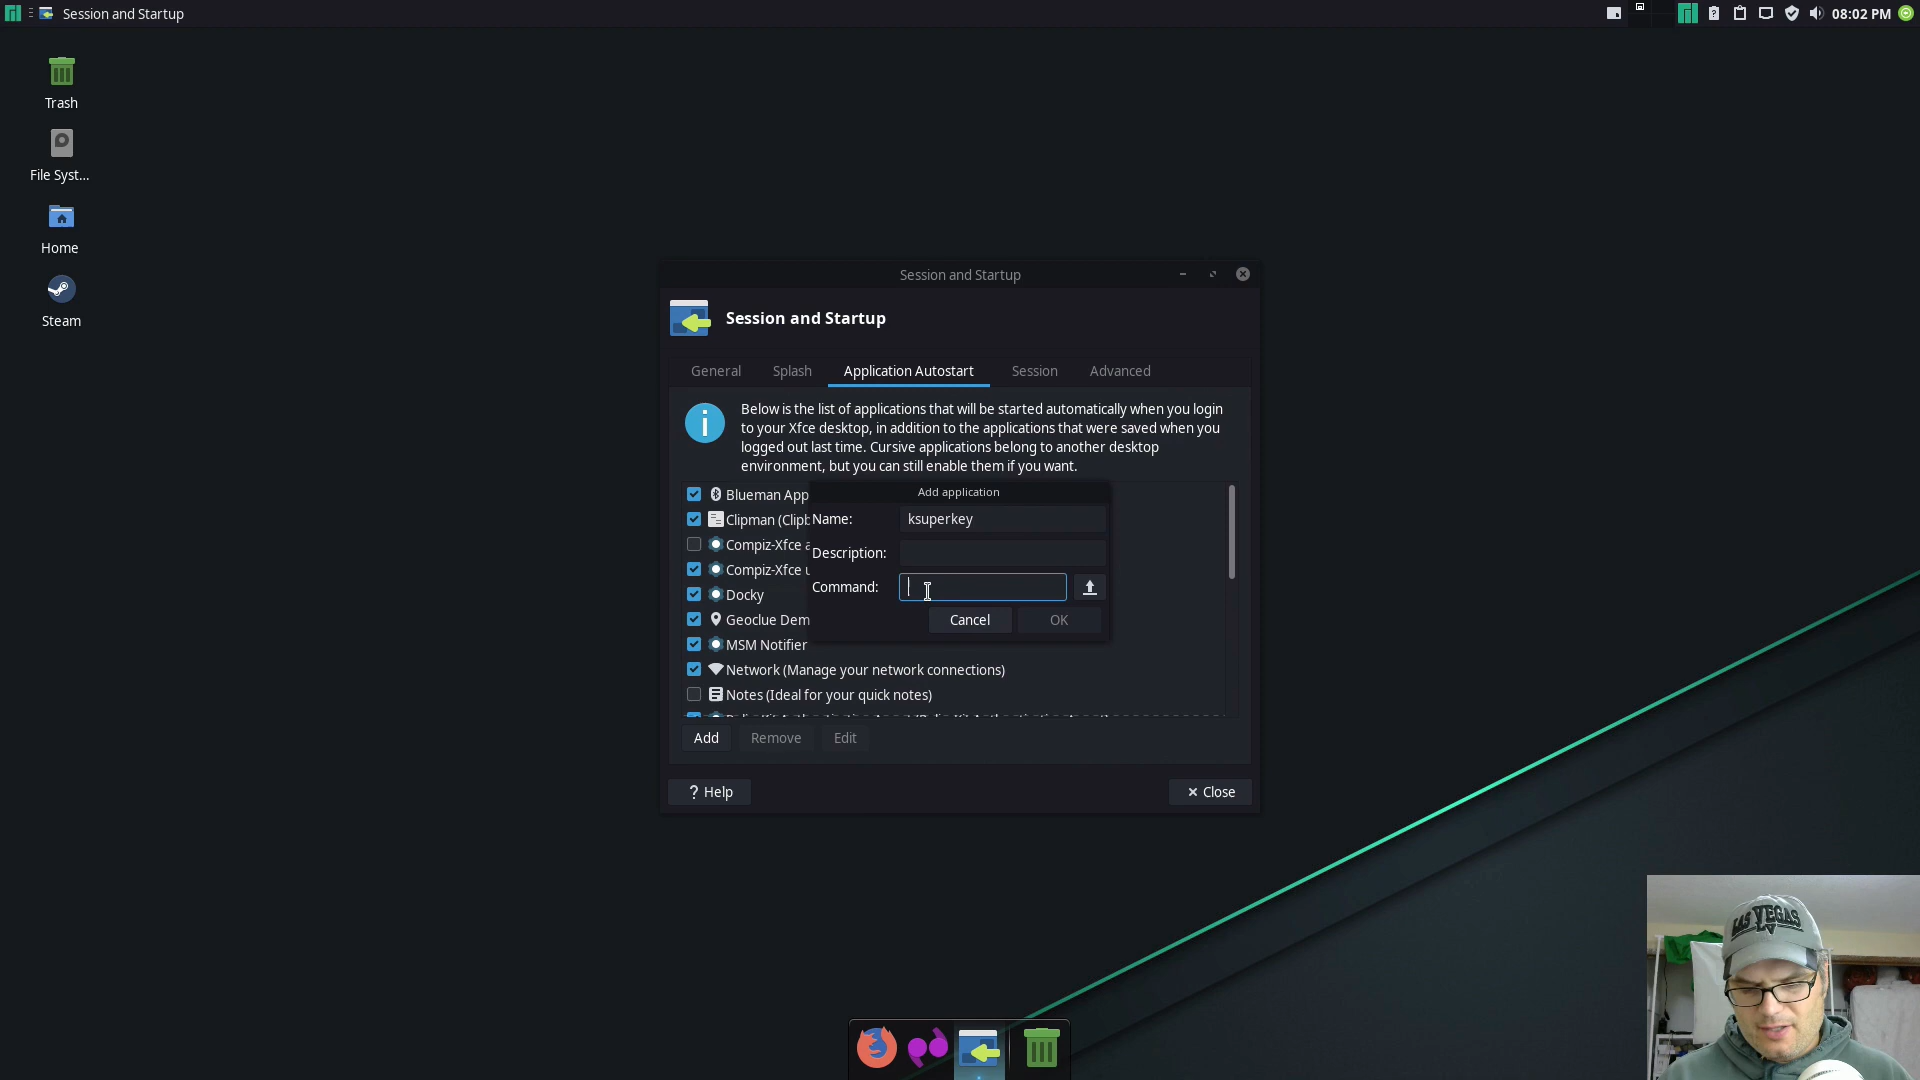 Session and Startup
08:02 PM
Trash
File Syst...
Home
Steam
Session and Startup
Session and Startup
General Splash Application Autostart Session Advanced
Below is the list of applications that will be started automatically when you login
to your Xfce desktop, in addition to the applications that were saved when you
logged out last time. Cursive applications belong to another desktop
environment, but you can still enable them if you want.
Blueman App
Clipman (Clipb
Compiz-Xfce a
Compiz-Xfce u
Docky
Geoclue Dem
MSM Notifier
Network (Manage your network connections)
Notes (Ideal for your quick notes)
Add application
Name: ksuperkey
Description:
Command:
Cancel OK
Add Remove Edit
? Help
× Close
LAS VEGAS